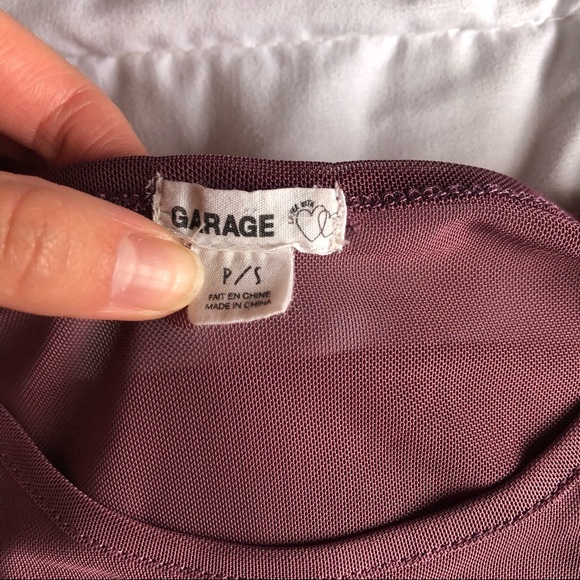 GARAGE
P/S
FAIT EN CHINE
MADE IN CHINA